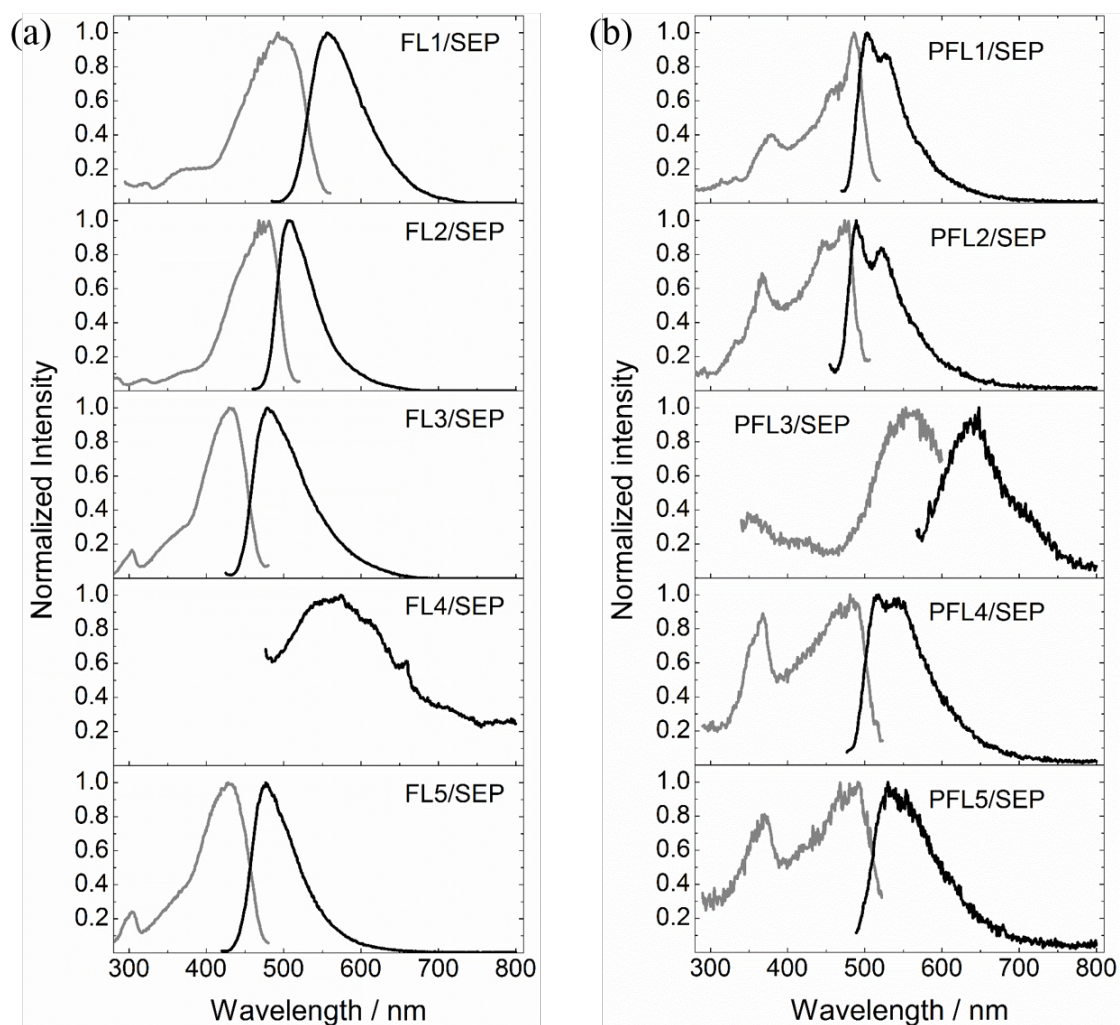 (a)
Normalized Intensity
FL1/SEP
1.0
0.8
0.6
0.4
0.2
FL2/SEP
1.0
0.8
0.6
0.4
0.2
FL3/SEP
1.0
0.8
0.6
0.4
0.2
FL4/SEP
1.0
0.8
0.6
0.4
0.2
FL5/SEP
1.0
0.8
0.6
0.4
0.2
300 400 500 600 700 800
Wavelength / nm
(b)
Normalized intensity
PFL1/SEP
1.0
0.8
0.6
0.4
0.2
PFL2/SEP
1.0
0.8
0.6
0.4
0.2
PFL3/SEP
1.0
0.8
0.6
0.4
0.2
PFL4/SEP
1.0
0.8
0.6
0.4
0.2
PFL5/SEP
1.0
0.8
0.6
0.4
0.2
300 400 500 600 700 800
Wavelength / nm